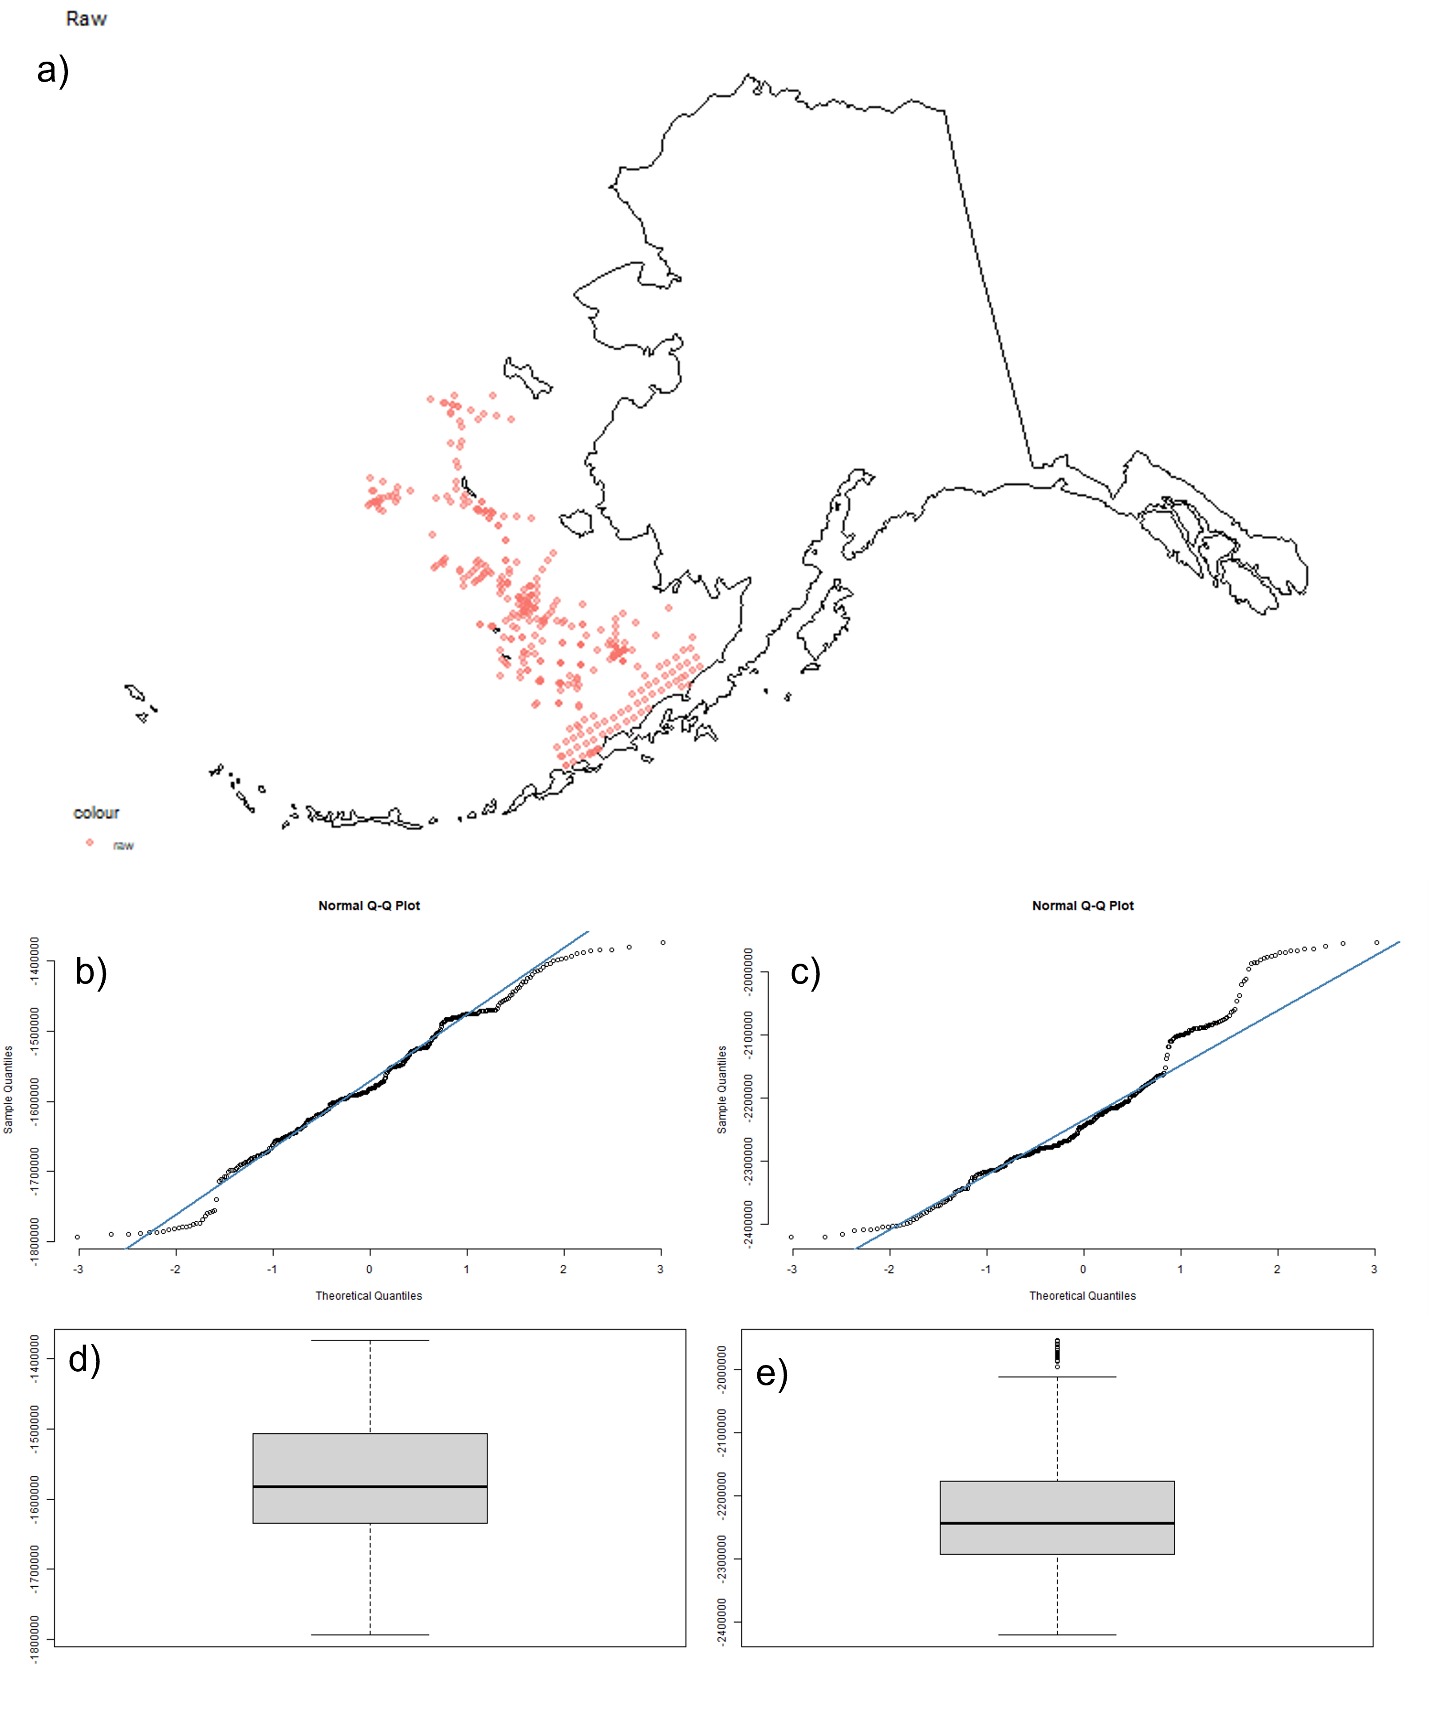 Raw
a)
colour
raw
Normal Q-Q Plot
b)
Sample Quantiles
-1400000
-1500000
-1600000
-1700000
-1800000
-3 -2 -1 0 1 2 3
Theoretical Quantiles
Normal Q-Q Plot
c)
Sample Quantiles
-2000000
-2100000
-2200000
-2300000
-2400000
-3 -2 -1 0 1 2 3
Theoretical Quantiles
d)
-1400000
-1500000
-1600000
-1700000
-1800000
e)
-2000000
-2100000
-2200000
-2300000
-2400000